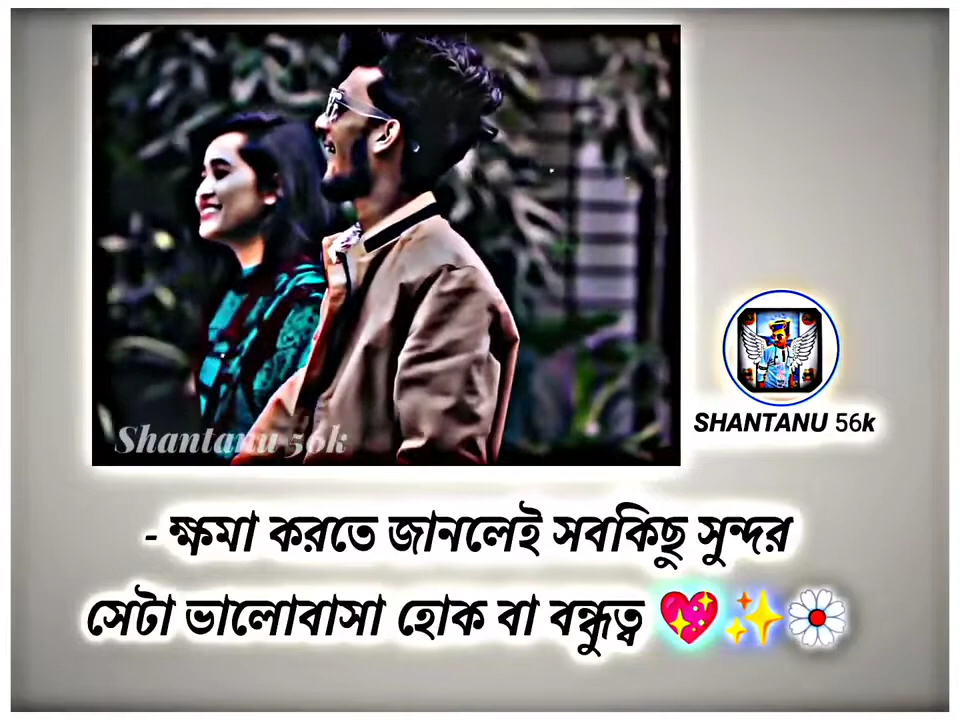 Shantanu 56k
SHANTANU 56k
- ক্ষমা করতে জানলেই সবকিছু সুন্দর
সেটা ভালোবাসা হোক বা বন্ধুত্ব 💖✨🌼